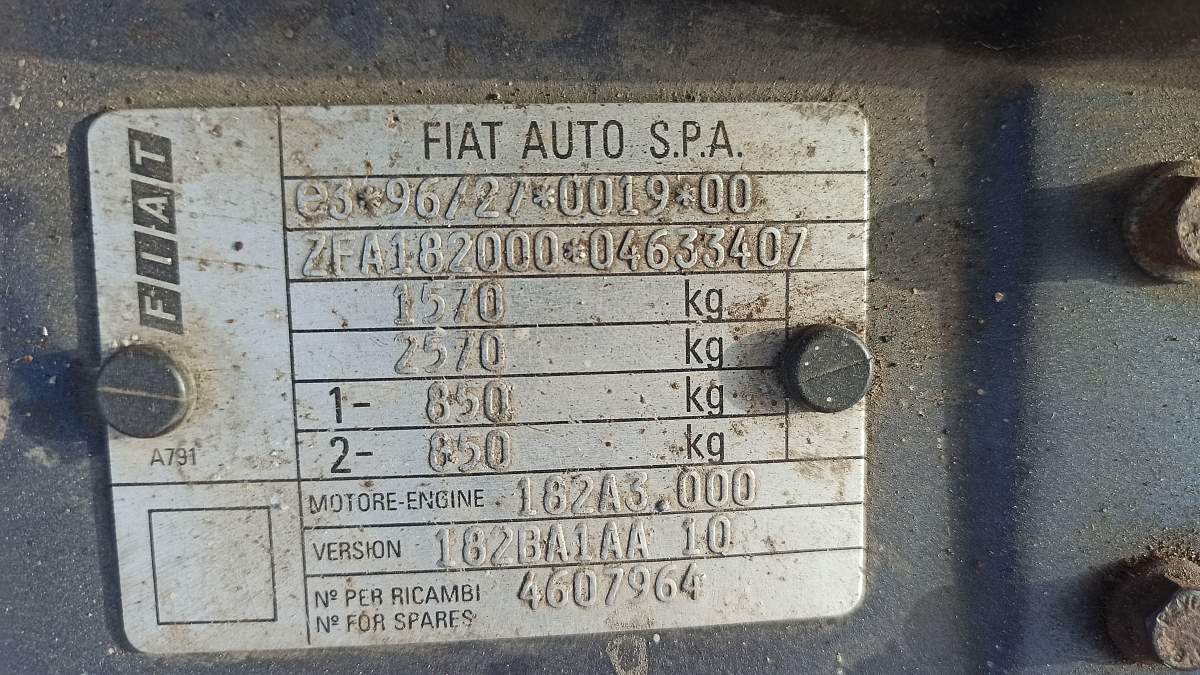 FIAT
FIAT AUTO S.P.A.
e3*96/27*0019*00
ZFA182000*04633407
1570 kg
2570 kg
1- 850 kg
2- 850 kg
A791
MOTORE-ENGINE 182A3.000
VERSION 182BA1AA 10
Nº PER RICAMBI 4607964
Nº FOR SPARES